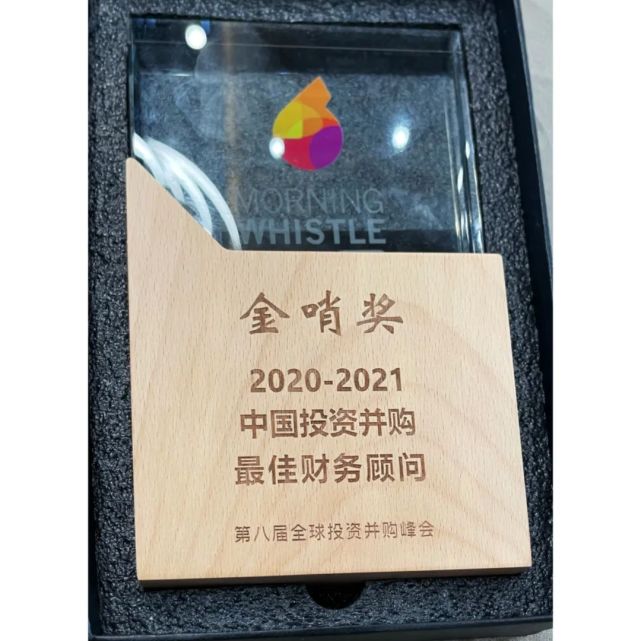 MORNING
WHISTLE
金哨奖
2020-2021
中国投资并购
最佳财务顾问
第八届全球投资并购峰会